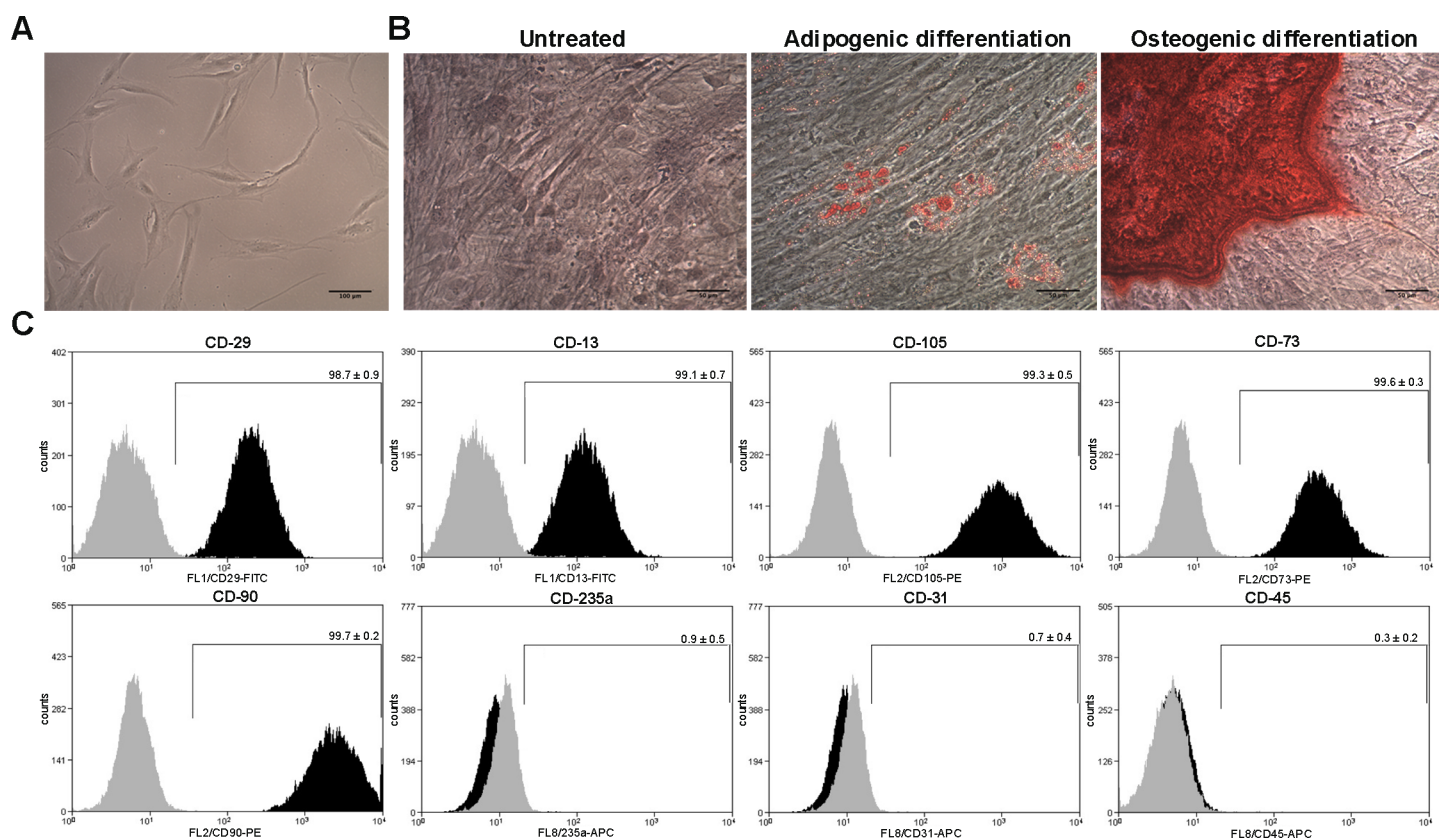 A
B
Untreated
Adipogenic differentiation
Osteogenic differentiation
100 µm
50 µm
50 µm
50 µm
C
CD-29
402
301
201
100
0
counts
98.7 ± 0.9
10⁰ 10¹ 10² 10³ 10⁴
FL1/CD29-FITC
CD-13
390
292
195
97
0
counts
99.1 ± 0.7
10⁰ 10¹ 10² 10³ 10⁴
FL1/CD13-FITC
CD-105
565
423
282
141
0
counts
99.3 ± 0.5
10⁰ 10¹ 10² 10³ 10⁴
FL2/CD105-PE
CD-73
565
423
282
141
0
counts
99.6 ± 0.3
10⁰ 10¹ 10² 10³ 10⁴
FL2/CD73-PE
CD-90
565
423
282
141
0
counts
99.7 ± 0.2
10⁰ 10¹ 10² 10³ 10⁴
FL2/CD90-PE
CD-235a
777
582
388
194
0
counts
0.9 ± 0.5
10⁰ 10¹ 10² 10³ 10⁴
FL8/235a-APC
CD-31
777
582
388
194
0
counts
0.7 ± 0.4
10⁰ 10¹ 10² 10³ 10⁴
FL8/CD31-APC
CD-45
505
378
252
126
0
counts
0.3 ± 0.2
10⁰ 10¹ 10² 10³ 10⁴
FL8/CD45-APC